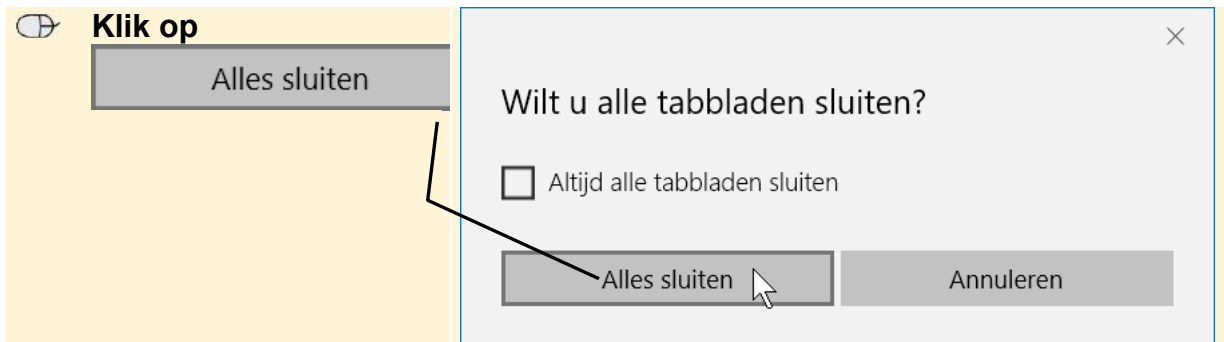 Klik op
Alles sluiten
Wilt u alle tabbladen sluiten?
Altijd alle tabbladen sluiten
Alles sluiten
Annuleren